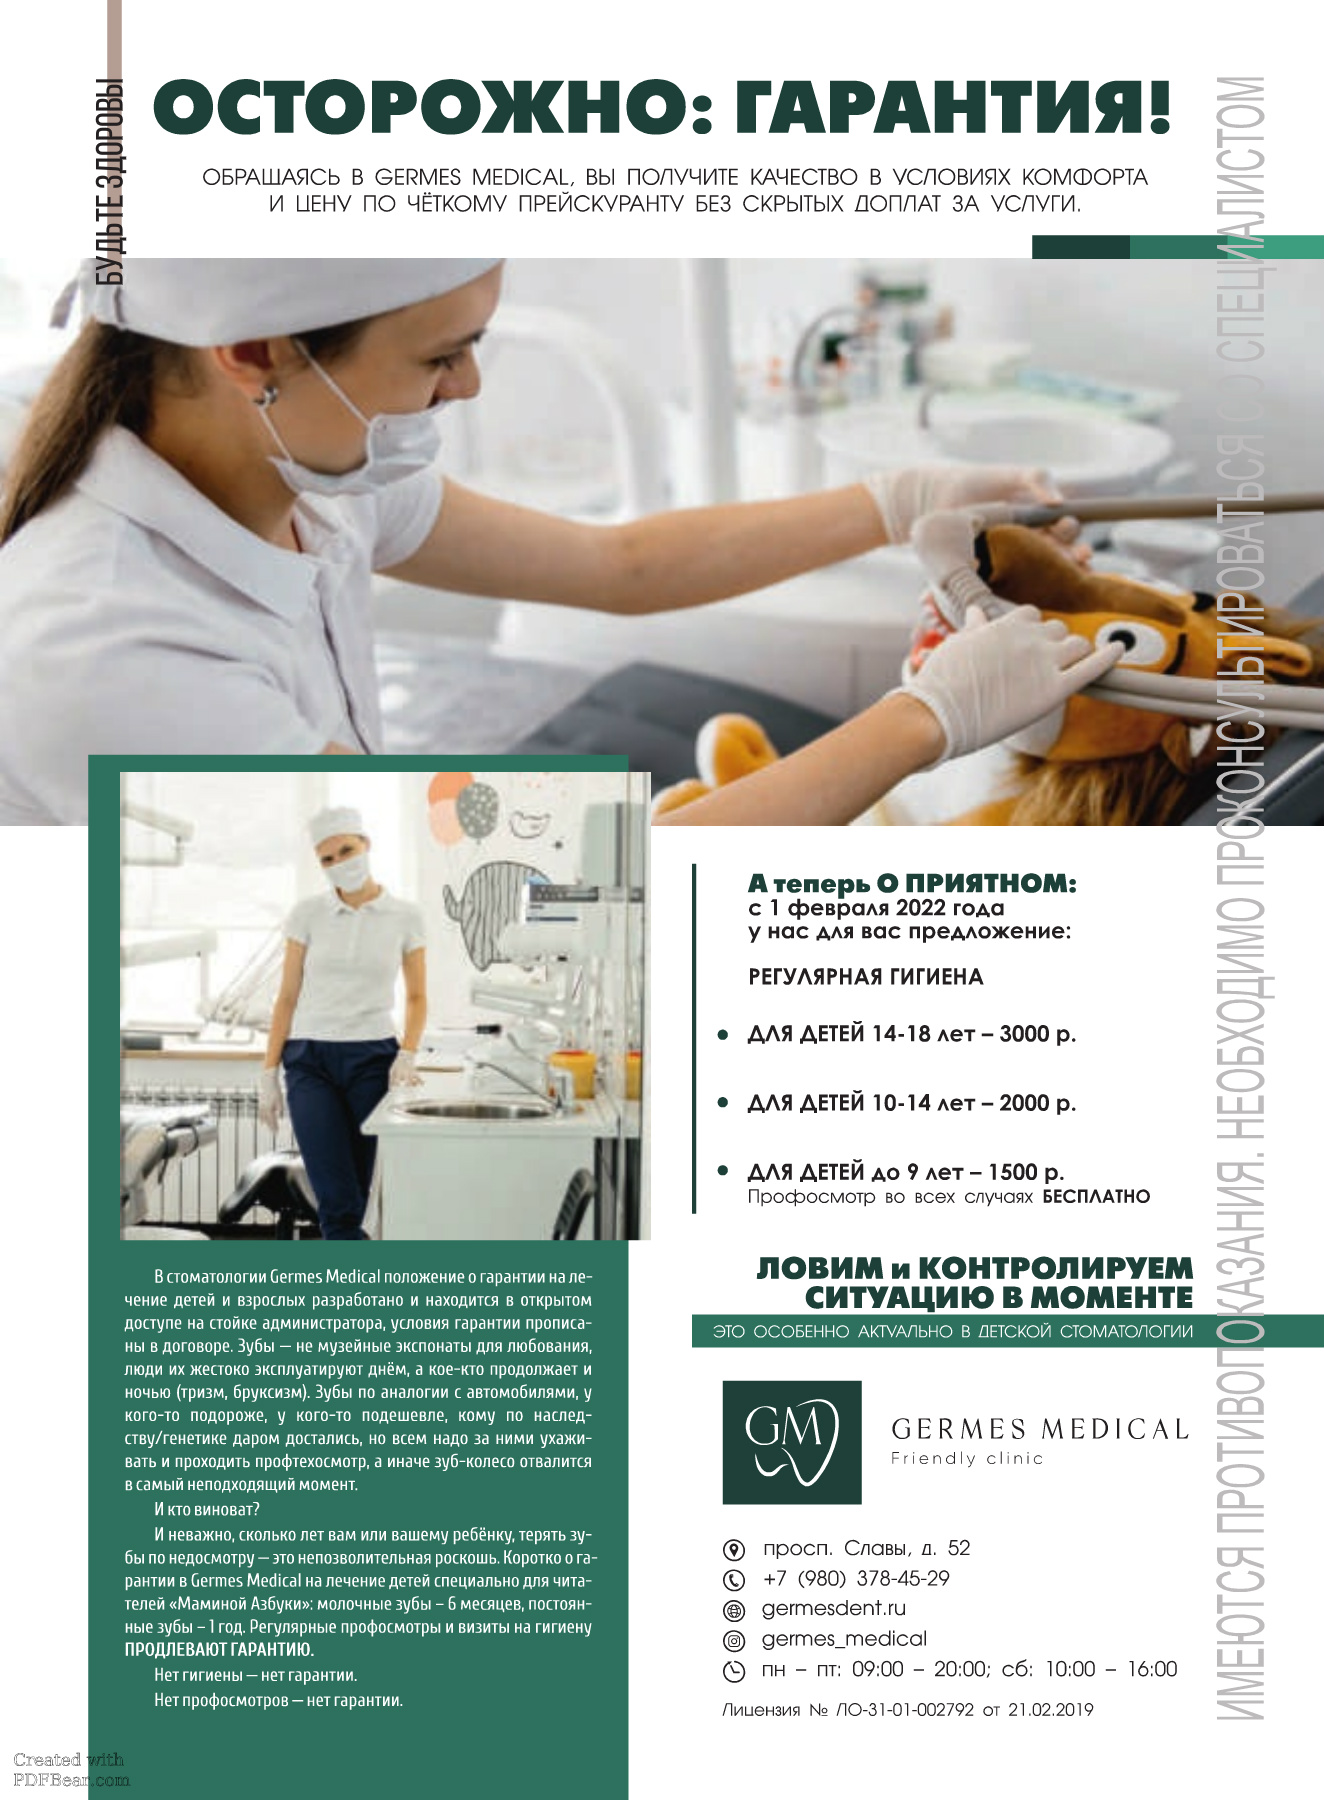 БУДЬТЕ ЗДОРОВЫ
ОСТОРОЖНО: ГАРАНТИЯ!
ОБРАЩАЯСЬ В GERMES MEDICAL, ВЫ ПОЛУЧИТЕ КАЧЕСТВО В УСЛОВИЯХ КОМФОРТА
И ЦЕНУ ПО ЧЁТКОМУ ПРЕЙСКУРАНТУ БЕЗ СКРЫТЫХ ДОПЛАТ ЗА УСЛУГИ.
В стоматологии Germes Medical положение о гарантии на ле-
чение детей и взрослых разработано и находится в открытом
доступе на стойке администратора, условия гарантии прописа-
ны в договоре. Зубы — не музейные экспонаты для любования,
люди их жестоко эксплуатируют днём, а кое-кто продолжает и
ночью (тризм, бруксизм). Зубы по аналогии с автомобилями, у
кого-то подороже, у кого-то подешевле, кому по наслед-
ству/генетике даром достались, но всем надо за ними ухажи-
вать и проходить профтехосмотр, а иначе зуб-колесо отвалится
в самый неподходящий момент.
И кто виноват?
И неважно, сколько лет вам или вашему ребёнку, терять зу-
бы по недосмотру — это непозволительная роскошь. Коротко о га-
рантии в Germes Medical на лечение детей специально для чита-
телей «Маминой Азбуки»: молочные зубы – 6 месяцев, постоян-
ные зубы – 1 год. Регулярные профосмотры и визиты на гигиену
ПРОДЛЕВАЮТ ГАРАНТИЮ.
Нет гигиены — нет гарантии.
Нет профосмотров — нет гарантии.
А теперь О ПРИЯТНОМ:
с 1 февраля 2022 года
у нас для вас предложение:
РЕГУЛЯРНАЯ ГИГИЕНА
• ДЛЯ ДЕТЕЙ 14-18 лет – 3000 р.
• ДЛЯ ДЕТЕЙ 10-14 лет – 2000 р.
• ДЛЯ ДЕТЕЙ до 9 лет – 1500 р.
Профосмотр во всех случаях БЕСПЛАТНО
ЛОВИМ и КОНТРОЛИРУЕМ
СИТУАЦИЮ В МОМЕНТЕ
ЭТО ОСОБЕННО АКТУАЛЬНО В ДЕТСКОЙ СТОМАТОЛОГИИ
GM
GERMES MEDICAL
Friendly clinic
просп. Славы, д. 52
+7 (980) 378-45-29
germesdent.ru
germes_medical
пн – пт: 09:00 – 20:00; сб: 10:00 – 16:00
Лицензия № ЛО-31-01-002792 от 21.02.2019
ИМЕЮТСЯ ПРОТИВОПОКАЗАНИЯ. НЕОБХОДИМО ПРОКОНСУЛЬТИРОВАТЬСЯ СО СПЕЦИАЛИСТОМ
Created with
PDFBear.com